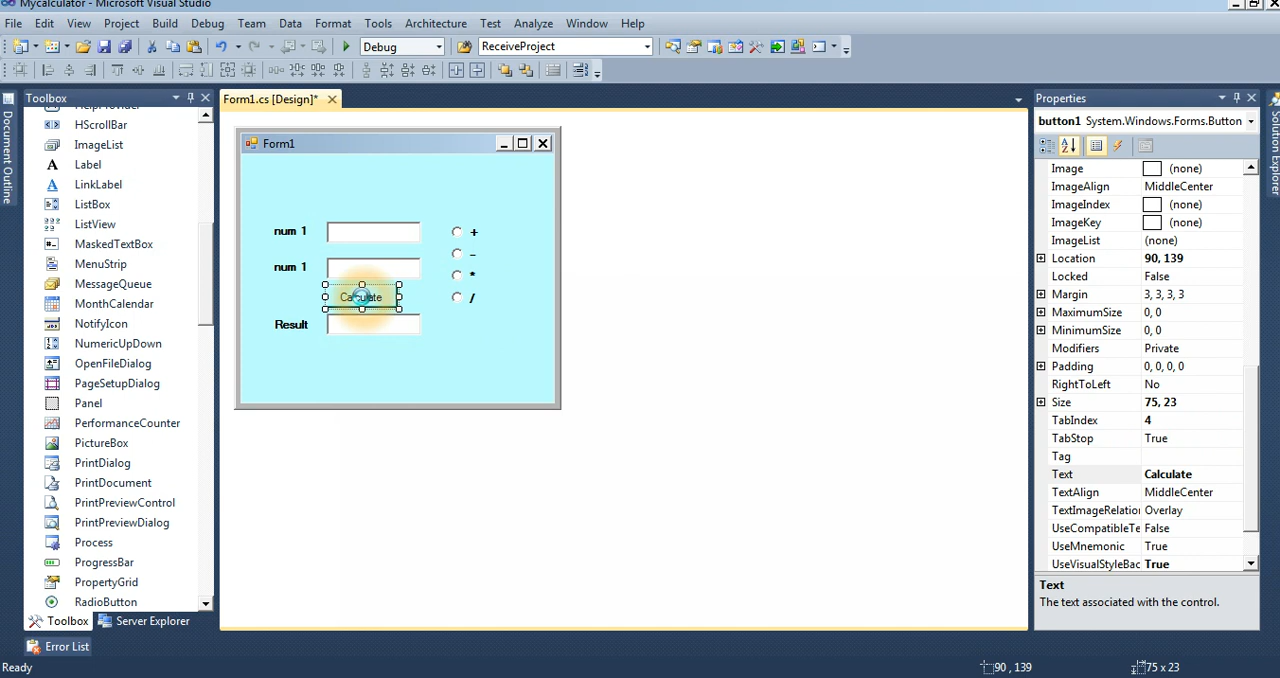 Mycalculator - Microsoft Visual Studio
File Edit View Project Build Debug Team Data Format Tools Architecture Test Analyze Window Help
Debug ReceiveProject
Document Outline
Toolbox
HelpProvider
HScrollBar
ImageList
Label
LinkLabel
ListBox
ListView
MaskedTextBox
MenuStrip
MessageQueue
MonthCalendar
NotifyIcon
NumericUpDown
OpenFileDialog
PageSetupDialog
Panel
PerformanceCounter
PictureBox
PrintDialog
PrintDocument
PrintPreviewControl
PrintPreviewDialog
Process
ProgressBar
PropertyGrid
RadioButton
Toolbox Server Explorer
Error List
Form1.cs [Design]*
Form1
num 1 +
-
num 1 *
Calculate /
Result
Properties
button1 System.Windows.Forms.Button
Image (none)
ImageAlign MiddleCenter
ImageIndex (none)
ImageKey (none)
ImageList (none)
Location 90, 139
Locked False
Margin 3, 3, 3, 3
MaximumSize 0, 0
MinimumSize 0, 0
Modifiers Private
Padding 0, 0, 0, 0
RightToLeft No
Size 75, 23
TabIndex 4
TabStop True
Tag
Text Calculate
TextAlign MiddleCenter
TextImageRelation Overlay
UseCompatibleTe False
UseMnemonic True
UseVisualStyleBac True
Text
The text associated with the control.
Solution Explorer
Ready 90 , 139 75 x 23